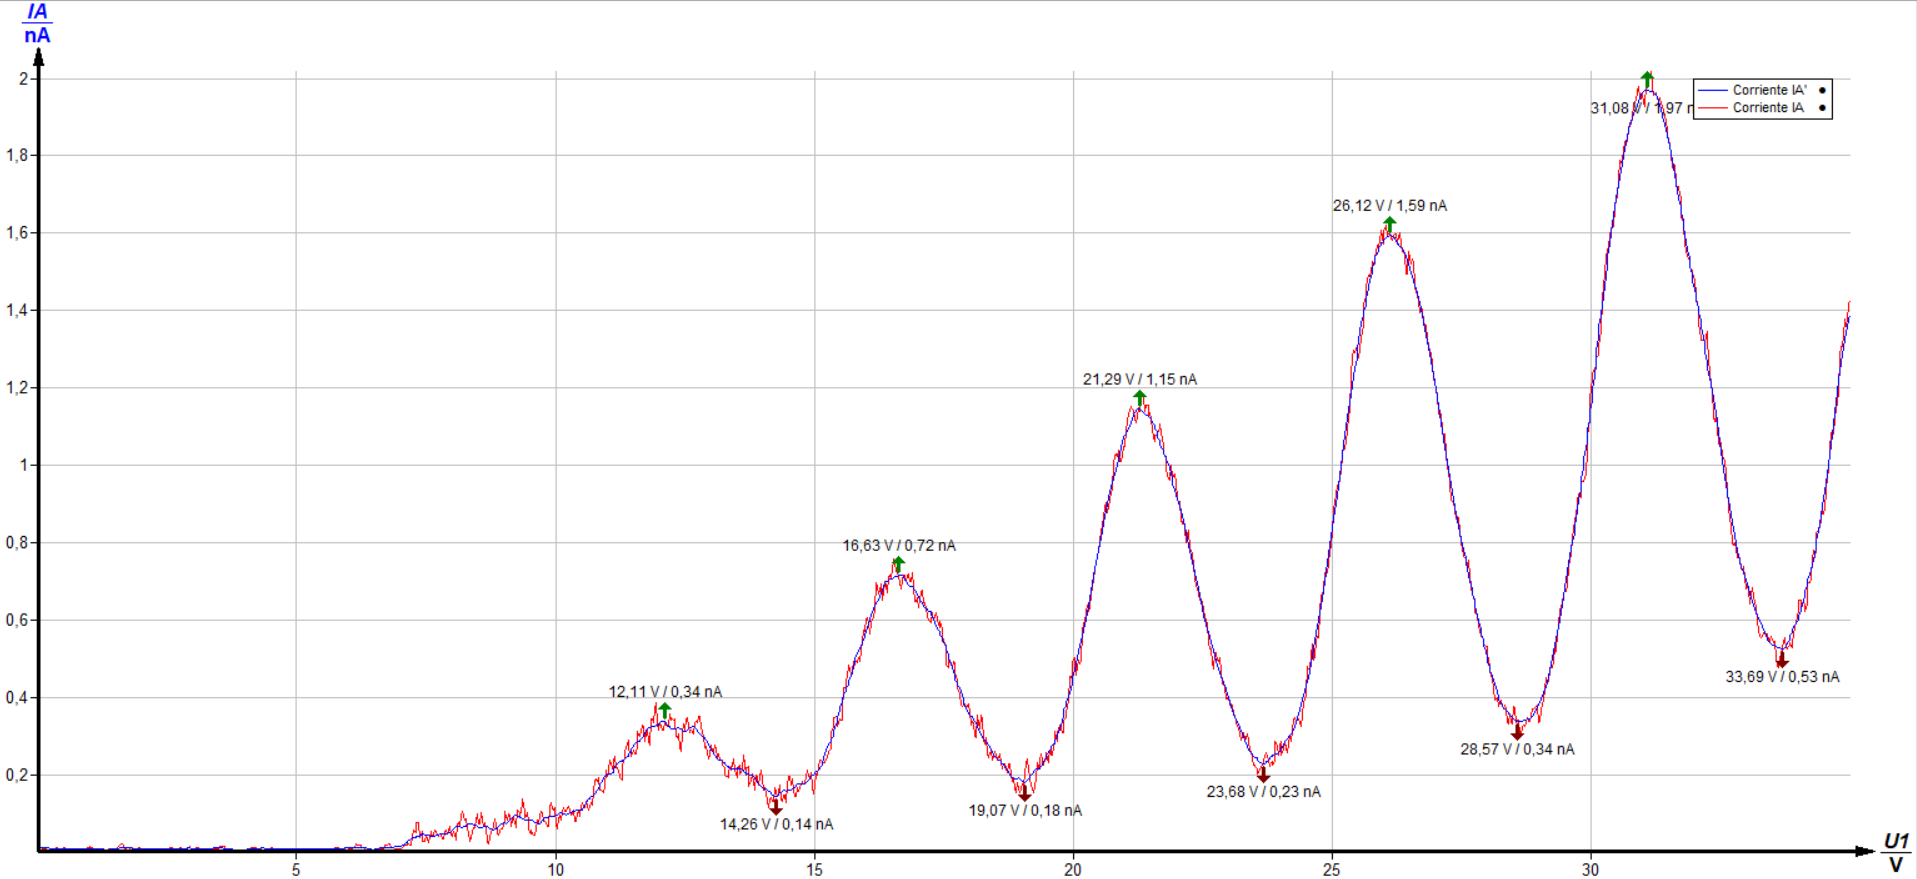 IA
nA
2
1,8
1,6
1,4
1,2
1
0,8
0,6
0,4
0,2
Corriente IA'
Corriente IA
31,08 V / 1,97 n
26,12 V / 1,59 nA
21,29 V / 1,15 nA
16,63 V / 0,72 nA
12,11 V / 0,34 nA
33,69 V / 0,53 nA
28,57 V / 0,34 nA
23,68 V / 0,23 nA
19,07 V / 0,18 nA
14,26 V / 0,14 nA
5
10
15
20
25
30
U1
V